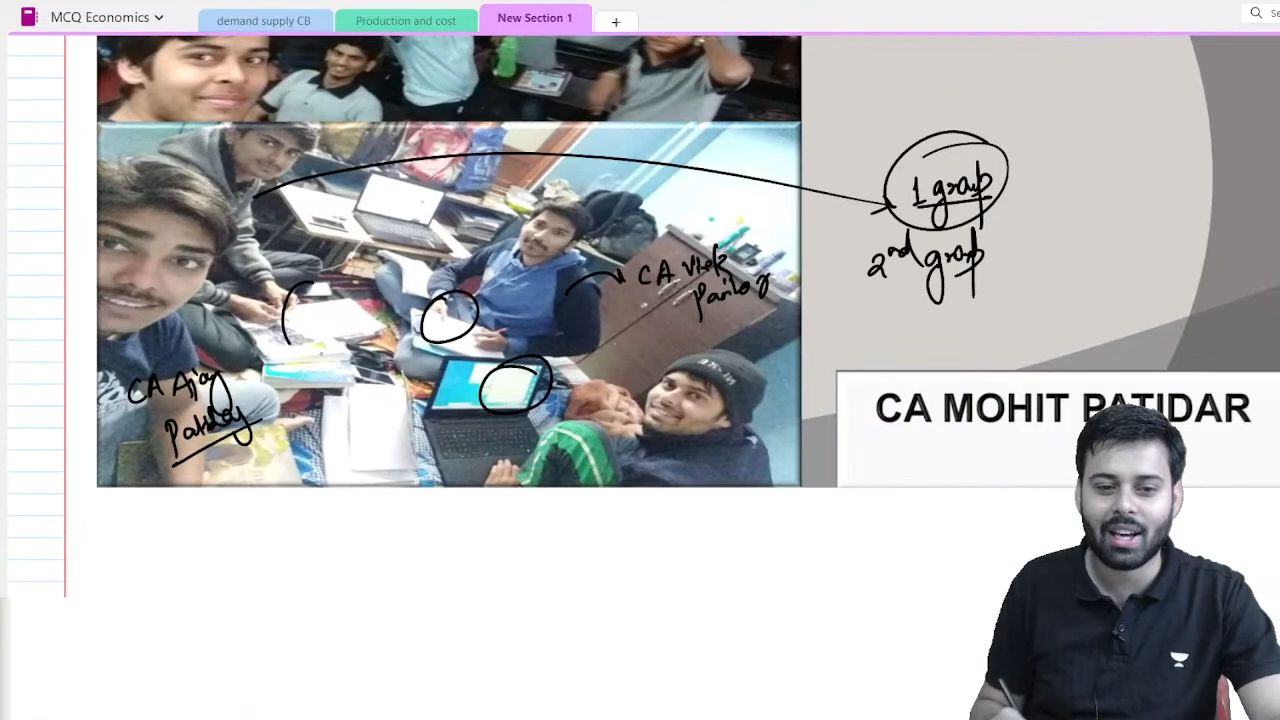 MCQ Economics
demand supply CB
Production and cost
New Section 1
+
1 group
2nd group
CA Vivek
Patidar
CA Ajay
Patidar
CA MOHIT PATIDAR